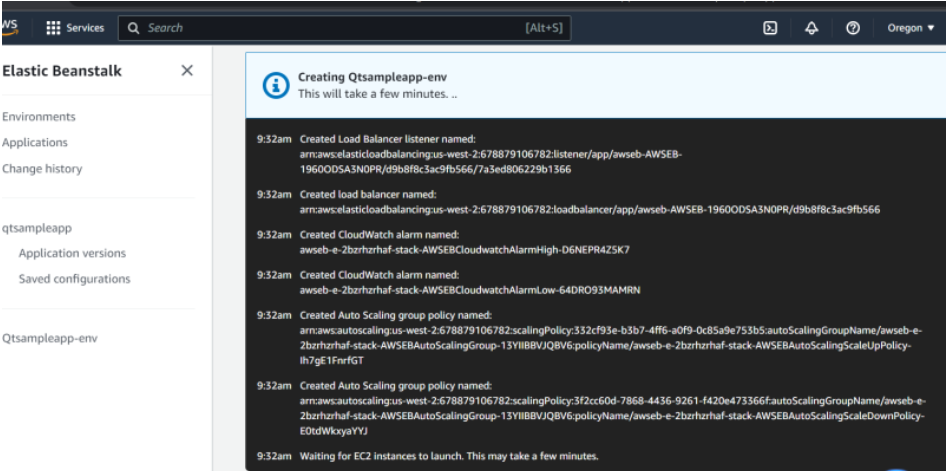 aws
Services
Search
[Alt+S]
Oregon
Elastic Beanstalk
Environments
Applications
Change history
qtsampleapp
Application versions
Saved configurations
Qtsampleapp-env
Creating Qtsampleapp-env
This will take a few minutes. ..
9:32am Created Load Balancer listener named:
arn:aws:elasticloadbalancing:us-west-2:678879106782:listener/app/awseb-AWSEB-
1960ODSA3N0PR/d9b8f8c3ac9fb566/7a3ed806229b1366
9:32am Created load balancer named:
arn:aws:elasticloadbalancing:us-west-2:678879106782:loadbalancer/app/awseb-AWSEB-1960ODSA3N0PR/d9b8f8c3ac9fb566
9:32am Created CloudWatch alarm named:
awseb-e-2bzrhzrhaf-stack-AWSEBCloudwatchAlarmHigh-D6NEPR4Z5K7
9:32am Created CloudWatch alarm named:
awseb-e-2bzrhzrhaf-stack-AWSEBCloudwatchAlarmLow-64DRO93MAMRN
9:32am Created Auto Scaling group policy named:
arn:aws:autoscaling:us-west-2:678879106782:scalingPolicy:332cf93e-b3b7-4ff6-a0f9-0c85a9e753b5:autoScalingGroupName/awseb-e-
2bzrhzrhaf-stack-AWSEBAutoScalingGroup-13YIIBBVJQBV6:policyName/awseb-e-2bzrhzrhaf-stack-AWSEBAutoScalingScaleUpPolicy-
Ih7gE1FnrfGT
9:32am Created Auto Scaling group policy named:
arn:aws:autoscaling:us-west-2:678879106782:scalingPolicy:3f2cc60d-7868-4436-9261-f420e473366f:autoScalingGroupName/awseb-e-
2bzrhzrhaf-stack-AWSEBAutoScalingGroup-13YIIBBVJQBV6:policyName/awseb-e-2bzrhzrhaf-stack-AWSEBAutoScalingScaleDownPolicy-
E0tdWkxyaYYJ
9:32am Waiting for EC2 instances to launch. This may take a few minutes.